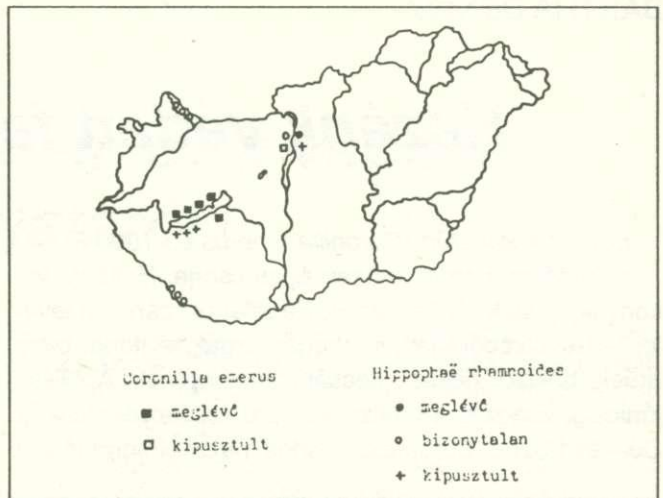 Coronilla emerus
■ meglévő
□ kipusztult
Hippophaë rhamnoides
● meglévő
○ bizonytalan
+ kipusztult